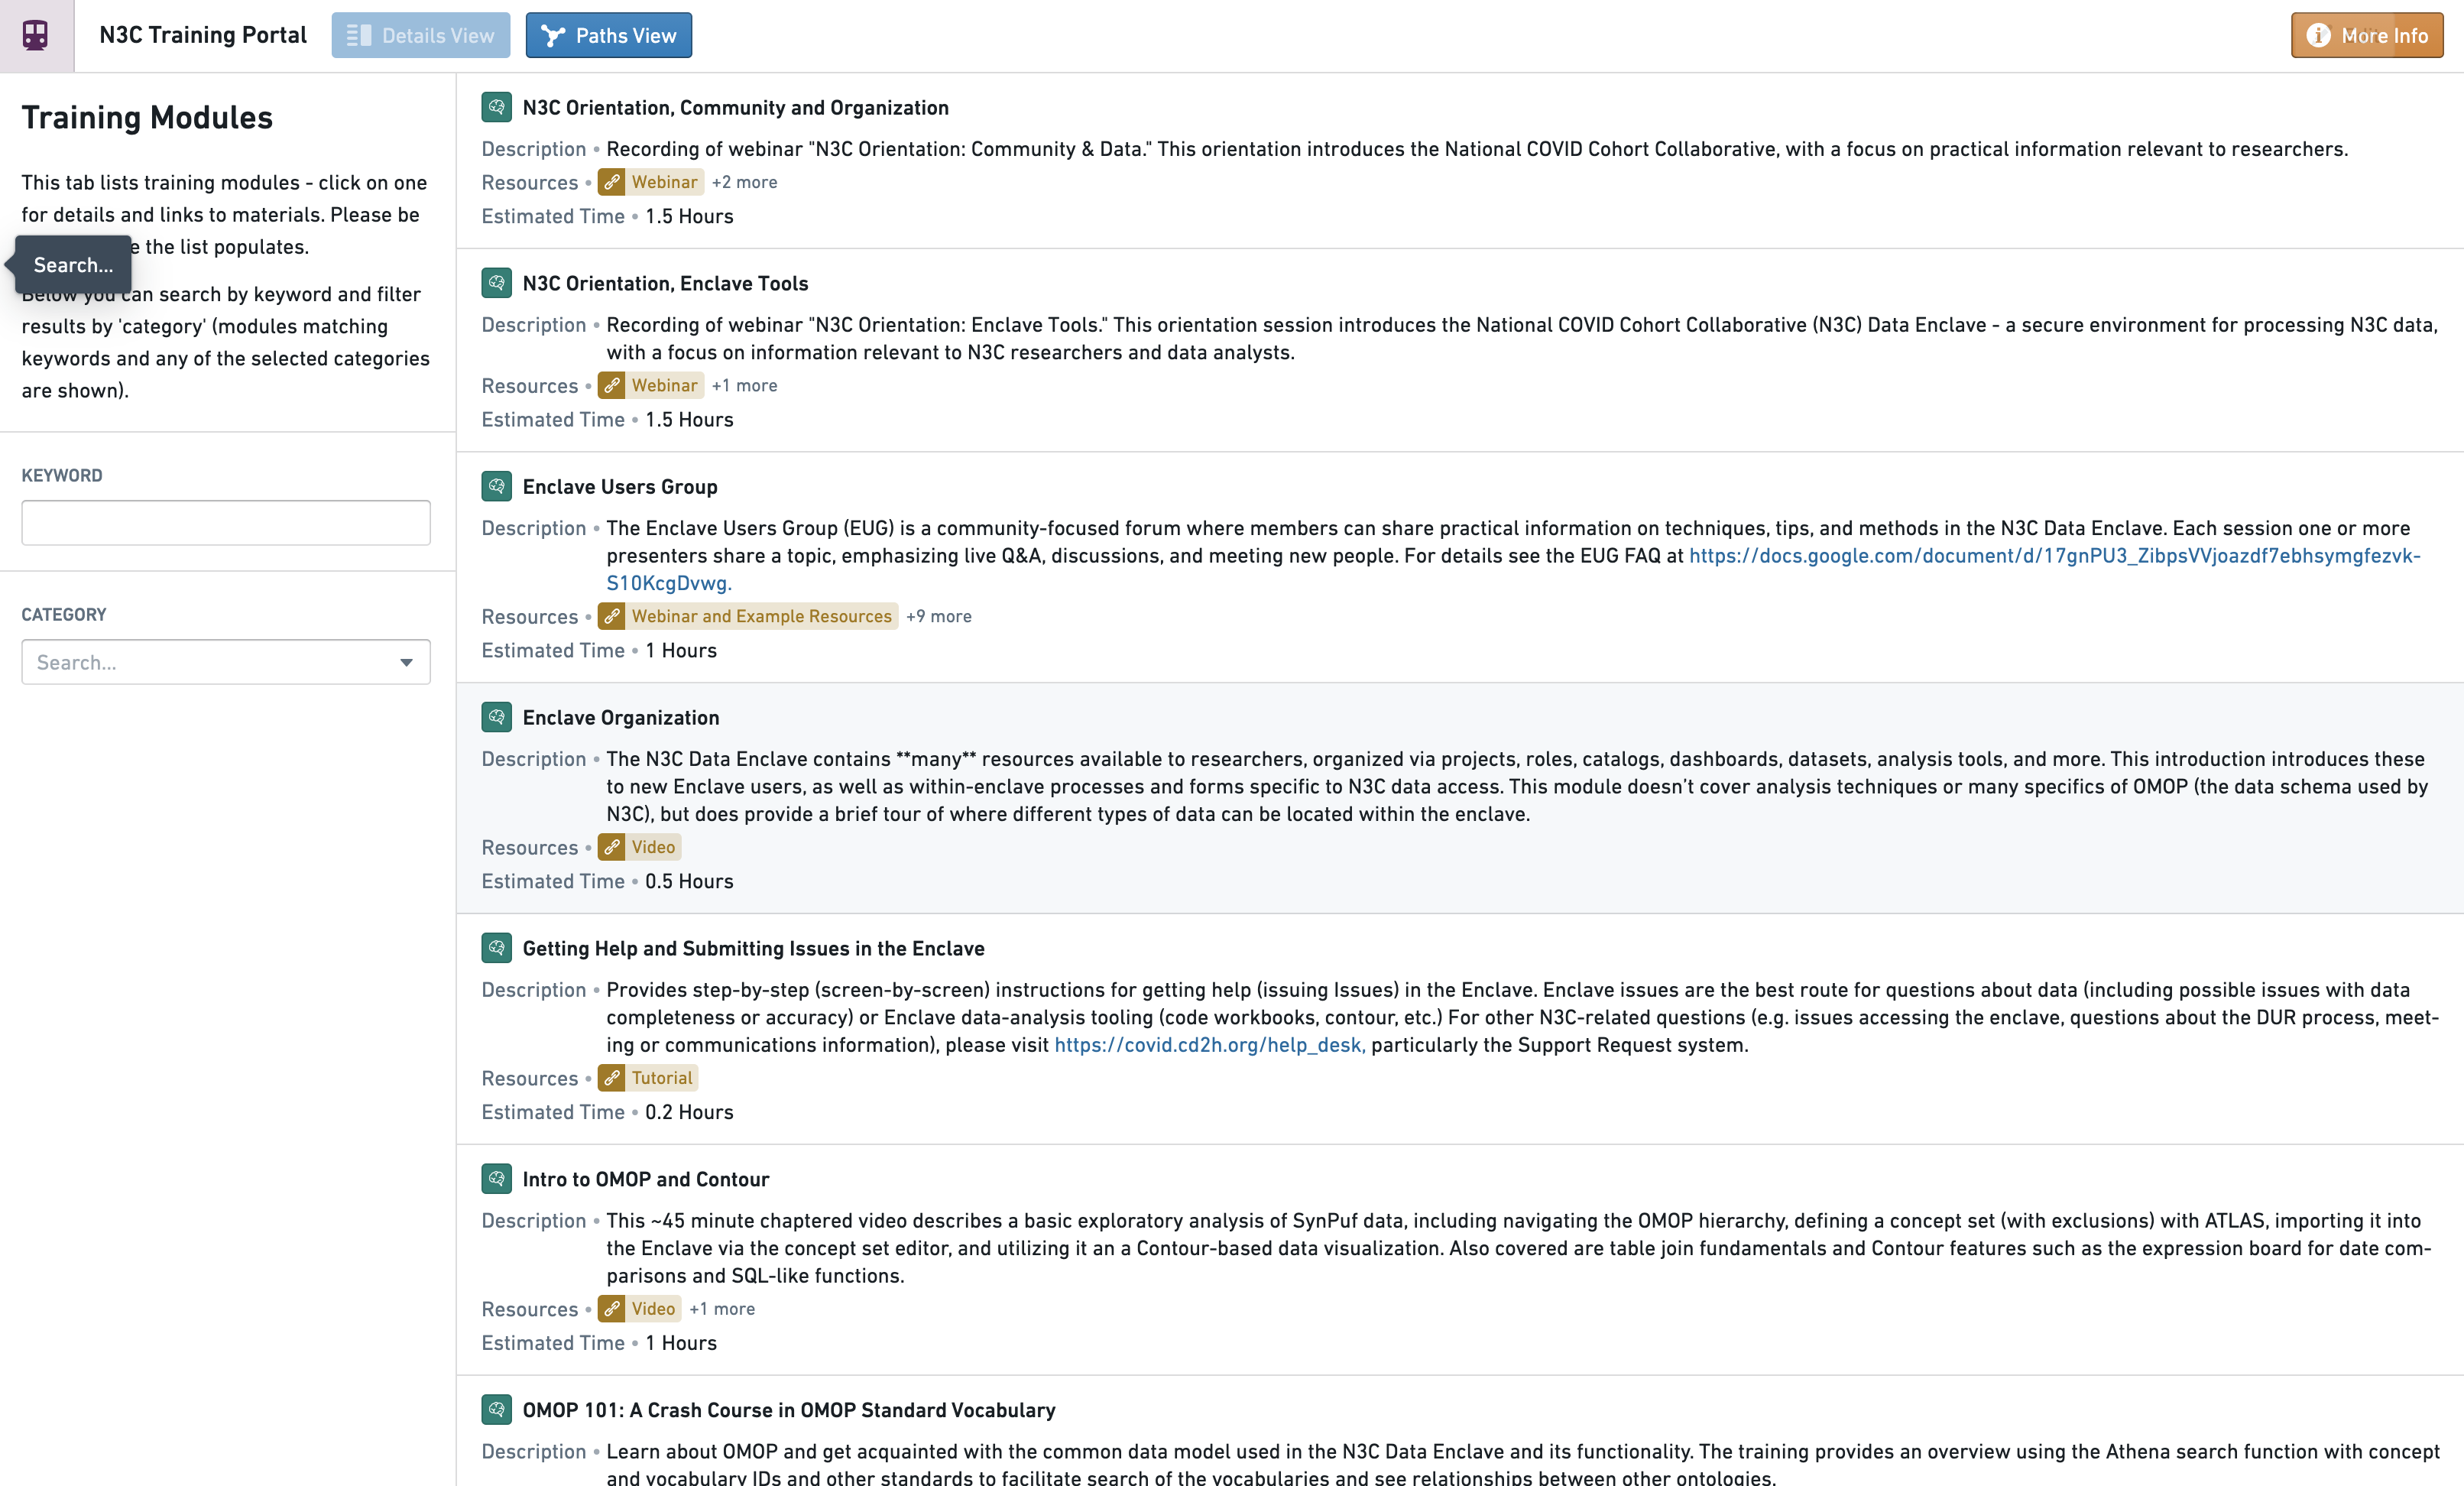 N3C Training Portal
Details View
Paths View
More Info
Training Modules
This tab lists training modules - click on one
for details and links to materials. Please be
e the list populates.
Search...
Below you can search by keyword and filter
results by 'category' (modules matching
keywords and any of the selected categories
are shown).
KEYWORD
CATEGORY
Search...
N3C Orientation, Community and Organization
Description • Recording of webinar "N3C Orientation: Community & Data." This orientation introduces the National COVID Cohort Collaborative, with a focus on practical information relevant to researchers.
Resources • Webinar +2 more
Estimated Time • 1.5 Hours
N3C Orientation, Enclave Tools
Description • Recording of webinar "N3C Orientation: Enclave Tools." This orientation session introduces the National COVID Cohort Collaborative (N3C) Data Enclave - a secure environment for processing N3C data,
with a focus on information relevant to N3C researchers and data analysts.
Resources • Webinar +1 more
Estimated Time • 1.5 Hours
Enclave Users Group
Description • The Enclave Users Group (EUG) is a community-focused forum where members can share practical information on techniques, tips, and methods in the N3C Data Enclave. Each session one or more
presenters share a topic, emphasizing live Q&A, discussions, and meeting new people. For details see the EUG FAQ at https://docs.google.com/document/d/17gnPU3_ZibpsVVjoazdf7ebhsymgfezvk-
S10KcgDvwg.
Resources • Webinar and Example Resources +9 more
Estimated Time • 1 Hours
Enclave Organization
Description • The N3C Data Enclave contains **many** resources available to researchers, organized via projects, roles, catalogs, dashboards, datasets, analysis tools, and more. This introduction introduces these
to new Enclave users, as well as within-enclave processes and forms specific to N3C data access. This module doesn’t cover analysis techniques or many specifics of OMOP (the data schema used by
N3C), but does provide a brief tour of where different types of data can be located within the enclave.
Resources • Video
Estimated Time • 0.5 Hours
Getting Help and Submitting Issues in the Enclave
Description • Provides step-by-step (screen-by-screen) instructions for getting help (issuing Issues) in the Enclave. Enclave issues are the best route for questions about data (including possible issues with data
completeness or accuracy) or Enclave data-analysis tooling (code workbooks, contour, etc.) For other N3C-related questions (e.g. issues accessing the enclave, questions about the DUR process, meet-
ing or communications information), please visit https://covid.cd2h.org/help_desk, particularly the Support Request system.
Resources • Tutorial
Estimated Time • 0.2 Hours
Intro to OMOP and Contour
Description • This ~45 minute chaptered video describes a basic exploratory analysis of SynPuf data, including navigating the OMOP hierarchy, defining a concept set (with exclusions) with ATLAS, importing it into
the Enclave via the concept set editor, and utilizing it an a Contour-based data visualization. Also covered are table join fundamentals and Contour features such as the expression board for date com-
parisons and SQL-like functions.
Resources • Video +1 more
Estimated Time • 1 Hours
OMOP 101: A Crash Course in OMOP Standard Vocabulary
Description • Learn about OMOP and get acquainted with the common data model used in the N3C Data Enclave and its functionality. The training provides an overview using the Athena search function with concept
and vocabulary IDs and other standards to facilitate search of the vocabularies and see relationships between other ontologies.